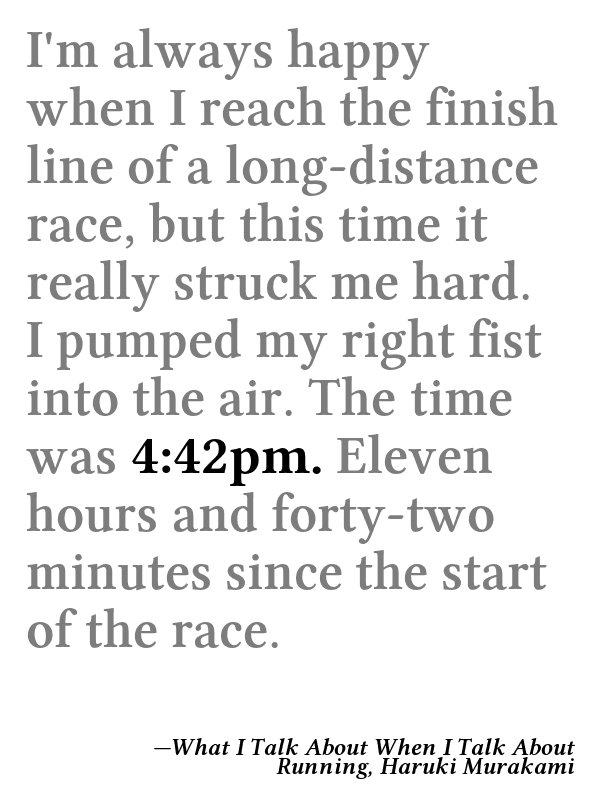 I'm always happy
when I reach the finish
line of a long-distance
race, but this time it
really struck me hard.
I pumped my right fist
into the air. The time
was 4:42pm. Eleven
hours and forty-two
minutes since the start
of the race.
—What I Talk About When I Talk About
Running, Haruki Murakami